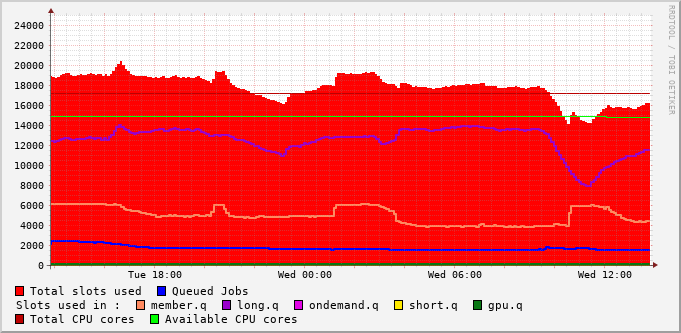 24000
22000
20000
18000
16000
14000
12000
10000
8000
6000
4000
2000
0
Tue 18:00 Wed 00:00 Wed 06:00 Wed 12:00
RRDTOOL / TOBI OETIKER
Total slots used Queued Jobs
Slots used in : member.q long.q ondemand.q short.q gpu.q
Total CPU cores Available CPU cores